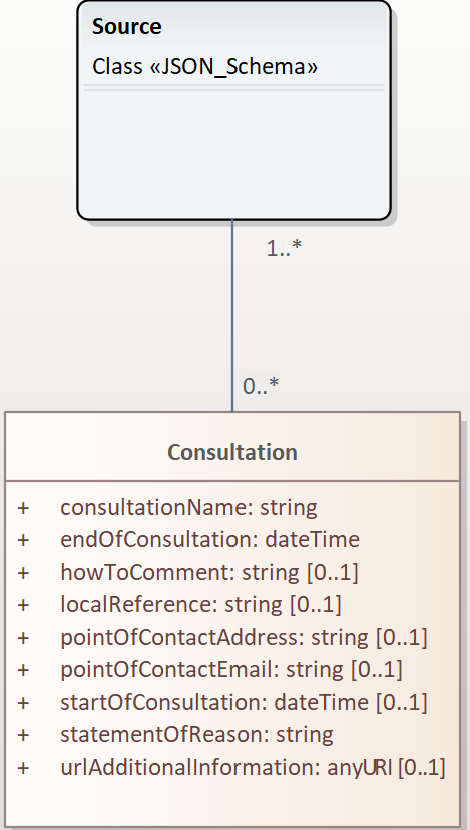 Source
Class «JSON_Schema»
1..*
0..*
Consultation
+ consultationName: string
+ endOfConsultation: dateTime
+ howToComment: string [0..1]
+ localReference: string [0..1]
+ pointOfContactAddress: string [0..1]
+ pointOfContactEmail: string [0..1]
+ startOfConsultation: dateTime [0..1]
+ statementOfReason: string
+ urlAdditionalInformation: anyURI [0..1]